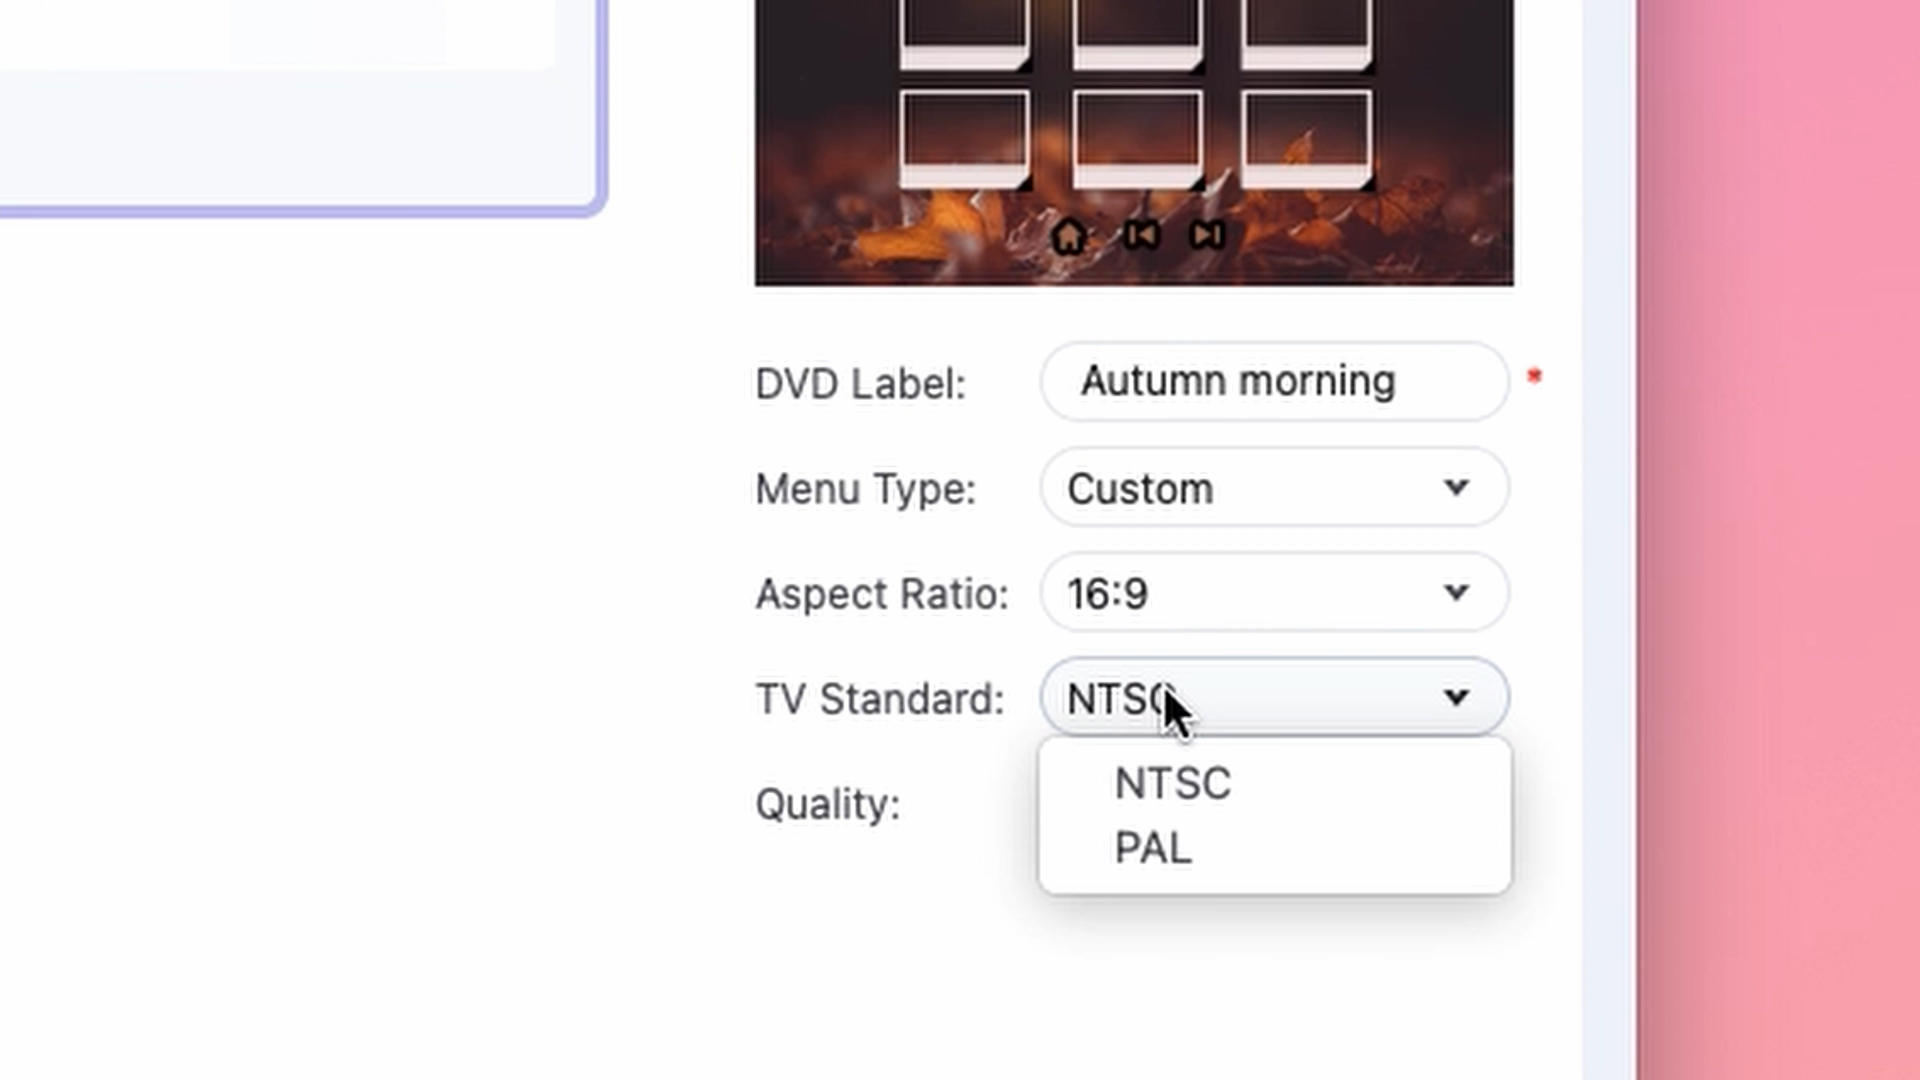 DVD Label: Autumn morning *
Menu Type: Custom
Aspect Ratio: 16:9
TV Standard: NTSC
NTSC
Quality:
PAL